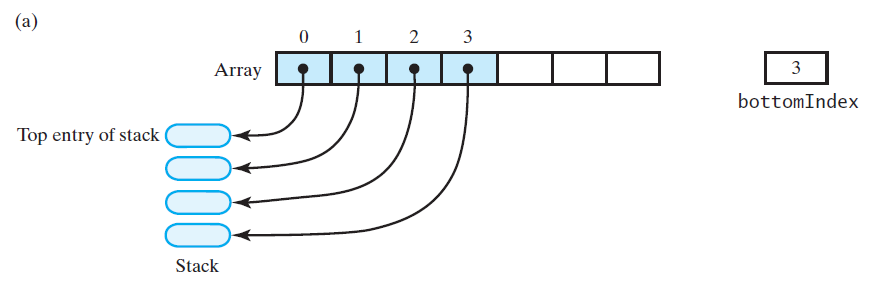 (a)
0 1 2 3
Array
3
bottomIndex
Top entry of stack
Stack